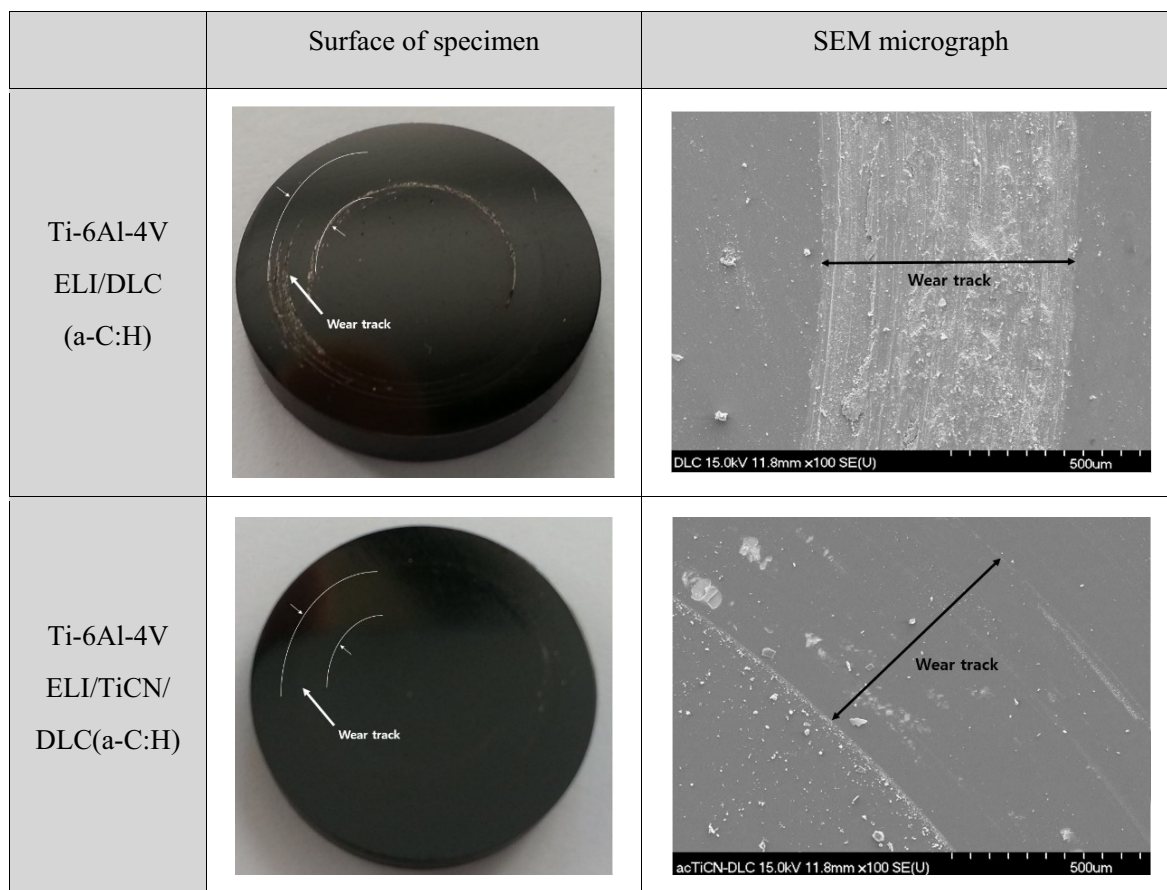 Surface of specimen
SEM micrograph
Ti-6Al-4V
ELI/DLC
(a-C:H)
Wear track
Wear track
DLC 15.0kV 11.8mm x100 SE(U)
500um
Ti-6Al-4V
ELI/TiCN/
DLC(a-C:H)
Wear track
Wear track
acTiCN-DLC 15.0kV 11.8mm x100 SE(U)
500um